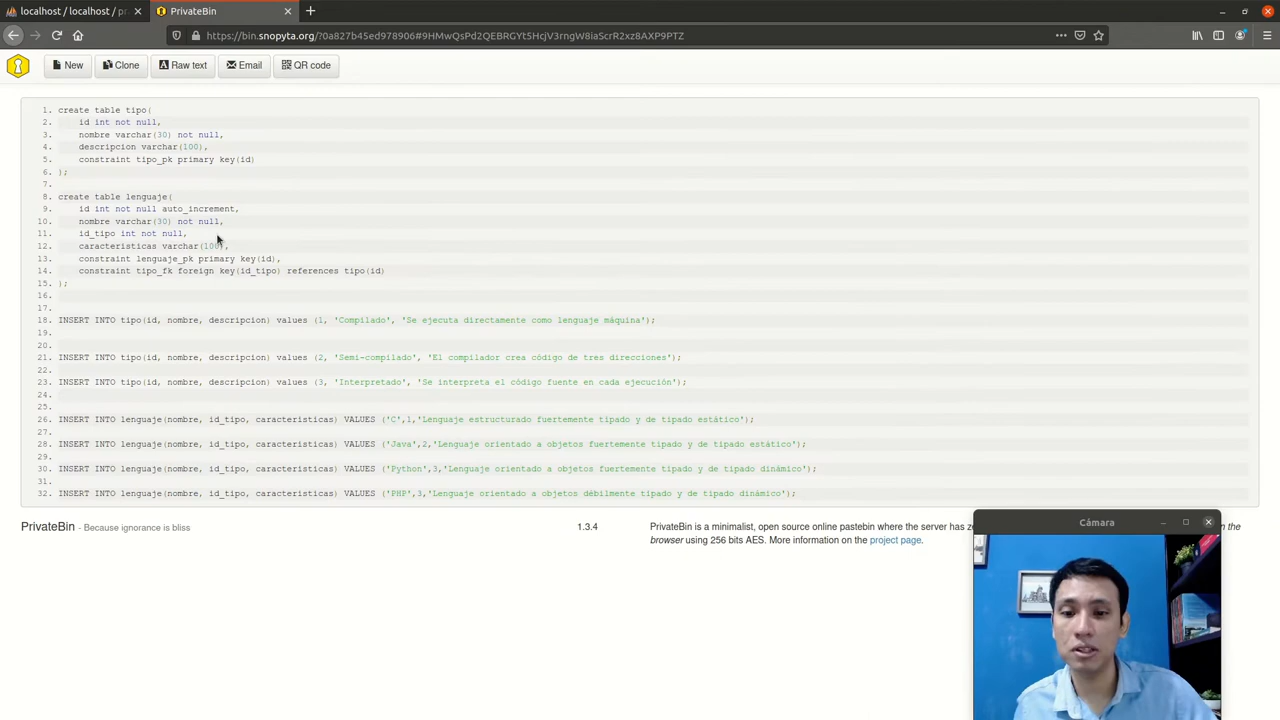 localhost / localhost / pr
PrivateBin
https://bin.snopyta.org/?0a827b45ed978906#9HMwQsPd2QEBRGYt5HcjV3rngW8iaScrR2xz8AXP9PTZ
New
Clone
Raw text
Email
QR code
1. create table tipo(
2. id int not null,
3. nombre varchar(30) not null,
4. descripcion varchar(100),
5. constraint tipo_pk primary key(id)
6. );
7.
8. create table lenguaje(
9. id int not null auto_increment,
10. nombre varchar(30) not null,
11. id_tipo int not null,
12. caracteristicas varchar(100),
13. constraint lenguaje_pk primary key(id),
14. constraint tipo_fk foreign key(id_tipo) references tipo(id)
15. );
16.
17.
18. INSERT INTO tipo(id, nombre, descripcion) values (1, 'Compilado', 'Se ejecuta directamente como lenguaje máquina');
19.
20.
21. INSERT INTO tipo(id, nombre, descripcion) values (2, 'Semi-compilado', 'El compilador crea código de tres direcciones');
22.
23. INSERT INTO tipo(id, nombre, descripcion) values (3, 'Interpretado', 'Se interpreta el código fuente en cada ejecución');
24.
25.
26. INSERT INTO lenguaje(nombre, id_tipo, caracteristicas) VALUES ('C',1,'Lenguaje estructurado fuertemente tipado y de tipado estático');
27.
28. INSERT INTO lenguaje(nombre, id_tipo, caracteristicas) VALUES ('Java',2,'Lenguaje orientado a objetos fuertemente tipado y de tipado estático');
29.
30. INSERT INTO lenguaje(nombre, id_tipo, caracteristicas) VALUES ('Python',3,'Lenguaje orientado a objetos fuertemente tipado y de tipado dinámico');
31.
32. INSERT INTO lenguaje(nombre, id_tipo, caracteristicas) VALUES ('PHP',3,'Lenguaje orientado a objetos débilmente tipado y de tipado dinámico');
PrivateBin - Because ignorance is bliss
1.3.4
PrivateBin is a minimalist, open source online pastebin where the server has ze
n the
browser using 256 bits AES. More information on the project page.
Cámara